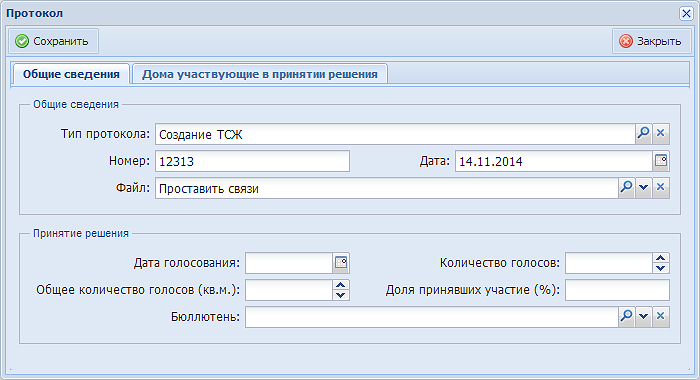 Протокол
Сохранить Закрыть
Общие сведения Дома участвующие в принятии решения
Общие сведения
Тип протокола: Создание ТСЖ
Номер: 12313 Дата: 14.11.2014
Файл: Проставить связи
Принятие решения
Дата голосования: Количество голосов:
Общее количество голосов (кв.м.): Доля принявших участие (%):
Бюллютень: